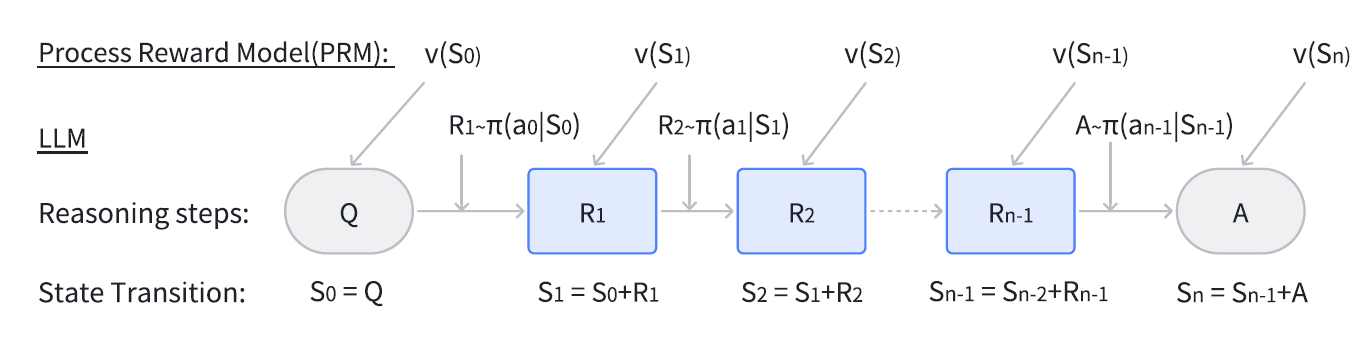 Process Reward Model(PRM): v(S0) v(S1) v(S2) v(Sn-1) v(Sn)
R1~π(a0|S0) R2~π(a1|S1) A~π(an-1|Sn-1)
LLM
Reasoning steps: Q R1 R2 Rn-1 A
State Transition: S0 = Q S1 = S0+R1 S2 = S1+R2 Sn-1 = Sn-2+Rn-1 Sn = Sn-1+A